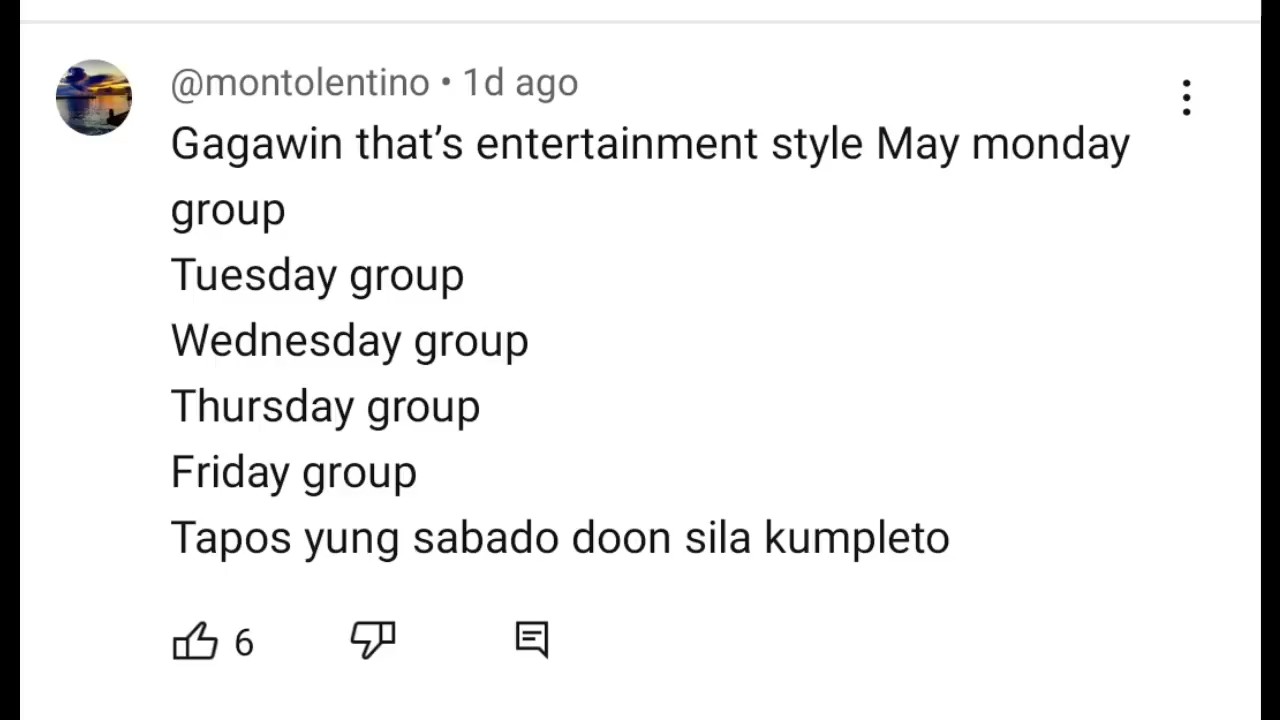 @montolentino • 1d ago
Gagawin that’s entertainment style May monday
group
Tuesday group
Wednesday group
Thursday group
Friday group
Tapos yung sabado doon sila kumpleto
6